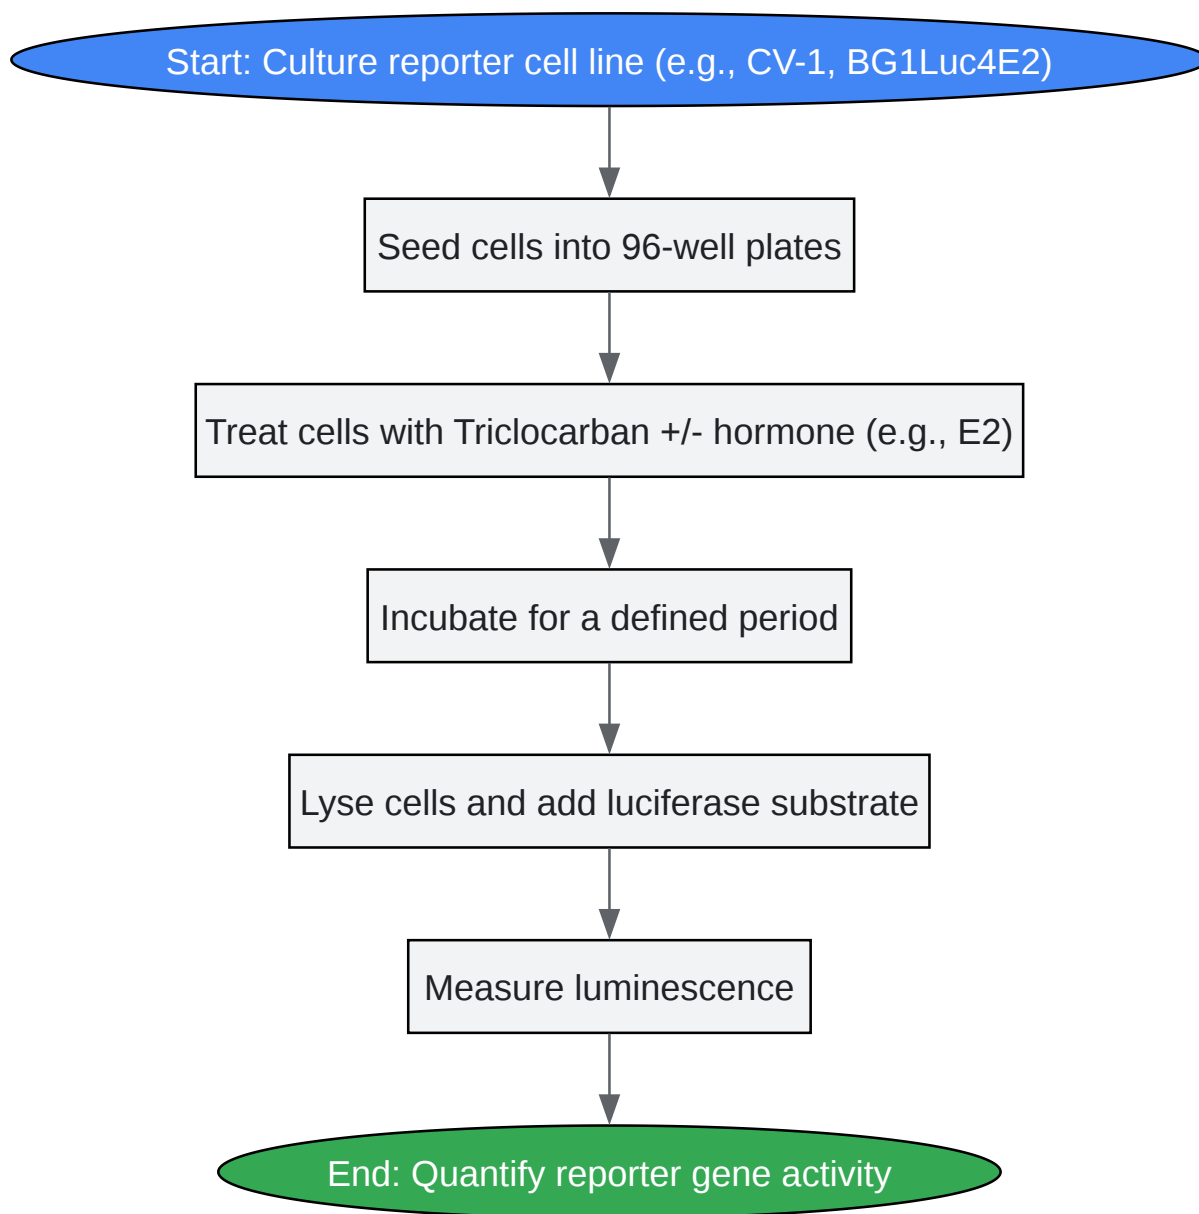 Start: Culture reporter cell line (e.g., CV-1, BG1Luc4E2)
Seed cells into 96-well plates
Treat cells with Triclocarban +/- hormone (e.g., E2)
Incubate for a defined period
Lyse cells and add luciferase substrate
Measure luminescence
End: Quantify reporter gene activity